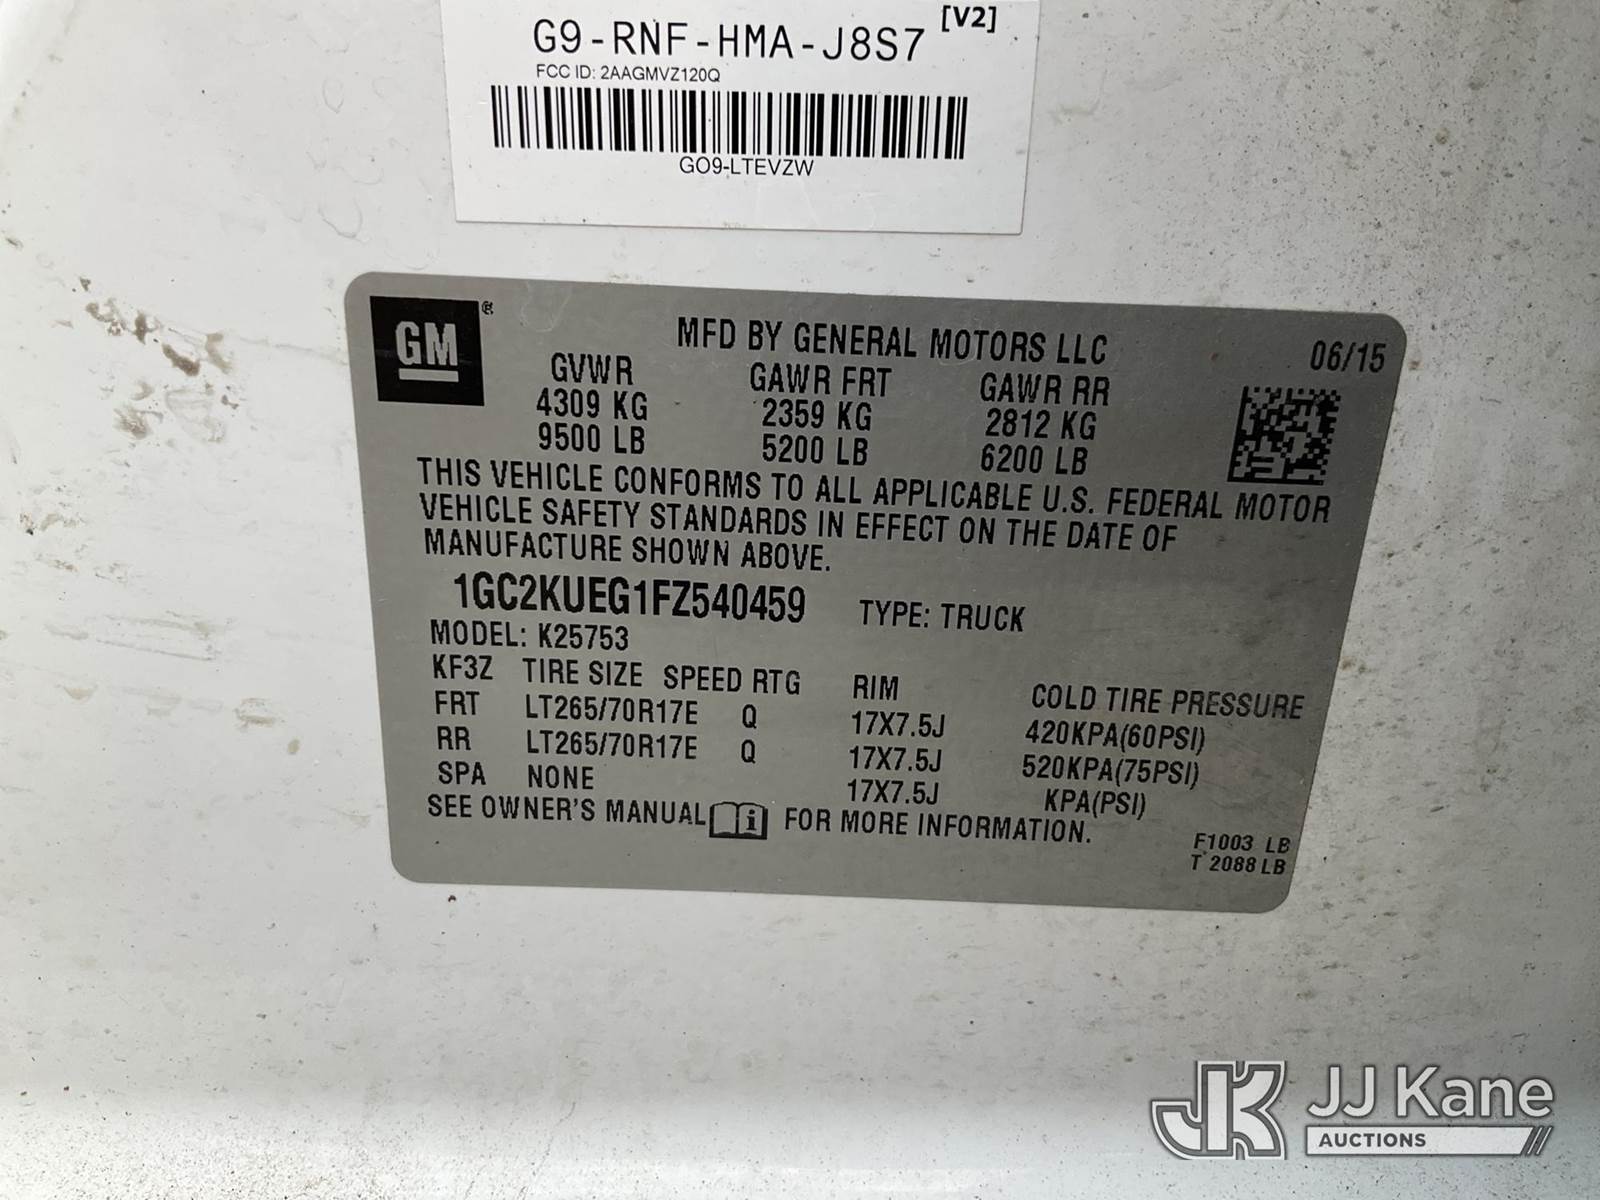 G9-RNF-HMA-J8S7 [V2]
FCC ID: 2AAGMVZ120Q
GO9-LTEVZW
GM®
MFD BY GENERAL MOTORS LLC 06/15
GVWR GAWR FRT GAWR RR
4309 KG 2359 KG 2812 KG
9500 LB 5200 LB 6200 LB
THIS VEHICLE CONFORMS TO ALL APPLICABLE U.S. FEDERAL MOTOR
VEHICLE SAFETY STANDARDS IN EFFECT ON THE DATE OF
MANUFACTURE SHOWN ABOVE.
1GC2KUEG1FZ540459 TYPE: TRUCK
MODEL: K25753
KF3Z TIRE SIZE SPEED RTG RIM COLD TIRE PRESSURE
FRT LT265/70R17E Q 17X7.5J 420KPA(60PSI)
RR LT265/70R17E Q 17X7.5J 520KPA(75PSI)
SPA NONE 17X7.5J KPA(PSI)
SEE OWNER'S MANUAL i FOR MORE INFORMATION.
F1003 LB
T 2088 LB
JK JJ Kane
AUCTIONS